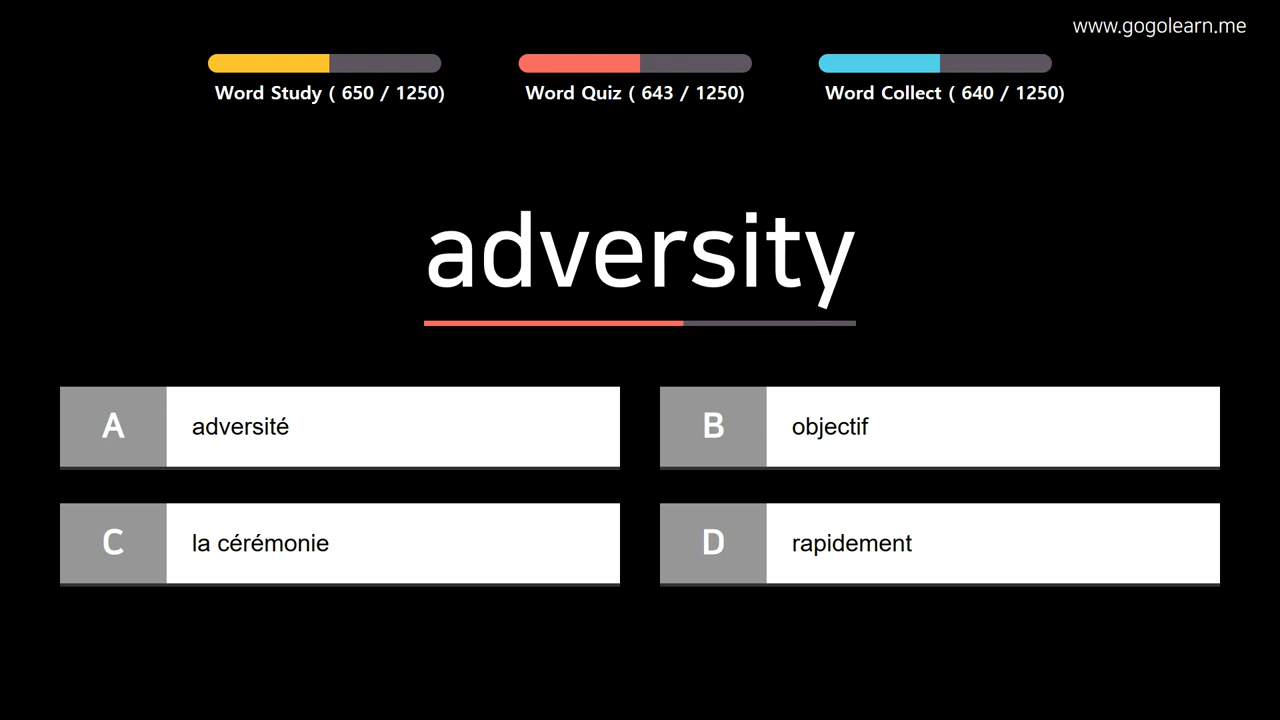 www.gogolearn.me
Word Study ( 650 / 1250)
Word Quiz ( 643 / 1250)
Word Collect ( 640 / 1250)
adversity
A
adversité
B
objectif
C
la cérémonie
D
rapidement